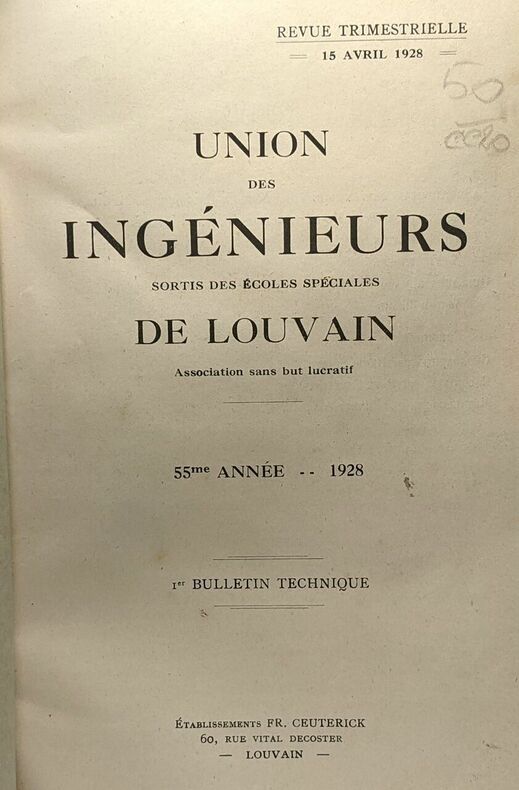 REVUE TRIMESTRIELLE
15 AVRIL 1928
50
UNION
DES
INGÉNIEURS
SORTIS DES ÉCOLES SPÉCIALES
DE LOUVAIN
Association sans but lucratif
55me ANNÉE -- 1928
1er BULLETIN TECHNIQUE
ÉTABLISSEMENTS FR. CEUTERICK
60, RUE VITAL DECOSTER
— LOUVAIN —